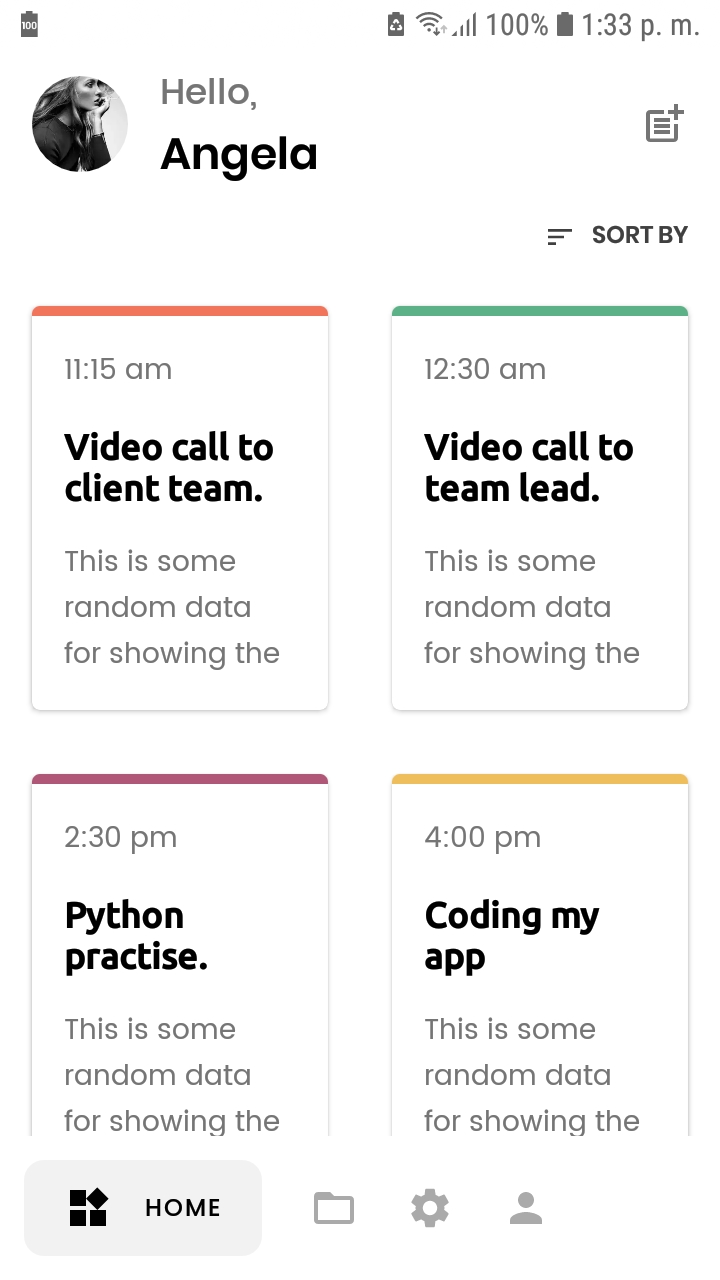 100
100% 1:33 p. m.
Hello,
Angela
SORT BY
11:15 am
Video call to
client team.
This is some
random data
for showing the
12:30 am
Video call to
team lead.
This is some
random data
for showing the
2:30 pm
Python
practise.
This is some
random data
for showing the
4:00 pm
Coding my
app
This is some
random data
for showing the
HOME